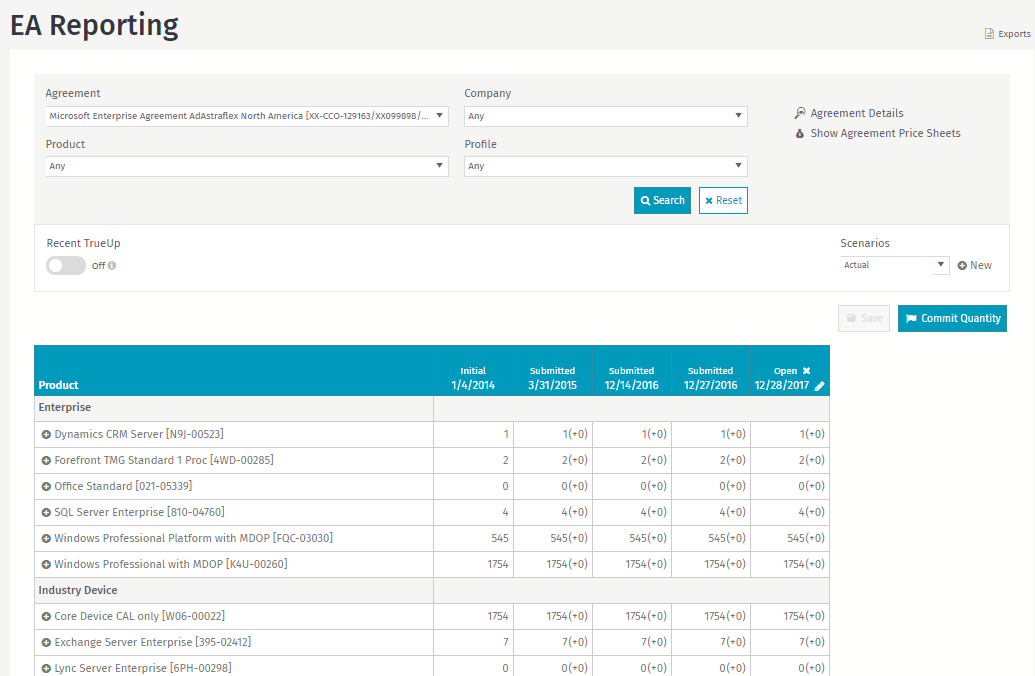 EA Reporting
Exports
Agreement
Company
Microsoft Enterprise Agreement AdAstraflex North America [XX-CCO-129163/XX099898/...
Any
Agreement Details
Show Agreement Price Sheets
Product
Profile
Any
Any
Search
Reset
Recent TrueUp
Scenarios
Off
Actual
New
Save
Commit Quantity
Product
Initial 1/4/2014
Submitted 3/31/2015
Submitted 12/14/2016
Submitted 12/27/2016
Open 12/28/2017
Enterprise
Dynamics CRM Server [N9J-00523] 1 1(+0) 1(+0) 1(+0) 1(+0)
Forefront TMG Standard 1 Proc [4WD-00285] 2 2(+0) 2(+0) 2(+0) 2(+0)
Office Standard [021-05339] 0 0(+0) 0(+0) 0(+0) 0(+0)
SQL Server Enterprise [810-04760] 4 4(+0) 4(+0) 4(+0) 4(+0)
Windows Professional Platform with MDOP [FQC-03030] 545 545(+0) 545(+0) 545(+0) 545(+0)
Windows Professional with MDOP [K4U-00260] 1754 1754(+0) 1754(+0) 1754(+0) 1754(+0)
Industry Device
Core Device CAL only [W06-00022] 1754 1754(+0) 1754(+0) 1754(+0) 1754(+0)
Exchange Server Enterprise [395-02412] 7 7(+0) 7(+0) 7(+0) 7(+0)
Lync Server Enterprise [6PH-00298] 0 0(+0) 0(+0) 0(+0) 0(+0)